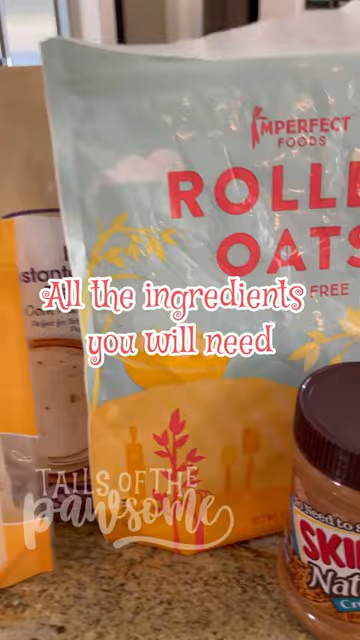 IMPERFECT
FOODS
ROLLE
OATS
FREE
All the ingredients
you will need
TAILS OF THE
pawsome
SKI
Nat